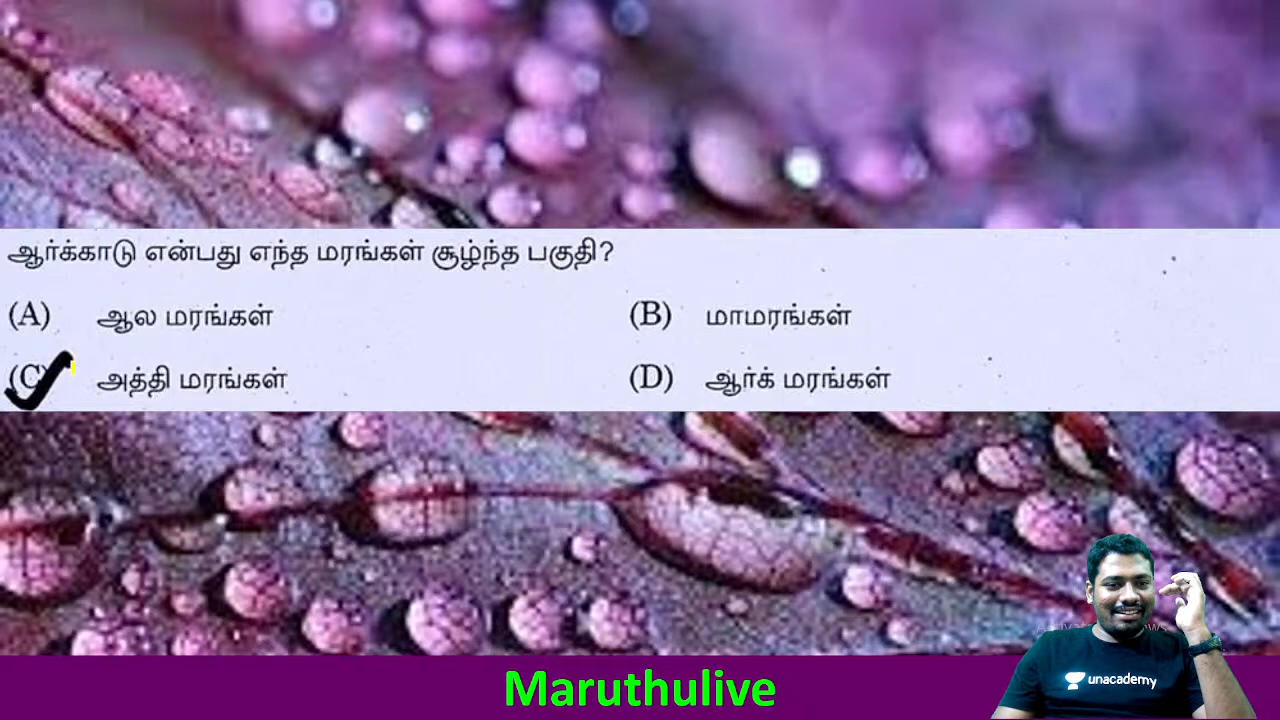 ஆர்க்காடு என்பது எந்த மரங்கள் சூழ்ந்த பகுதி?
(A) ஆல மரங்கள் (B) மாமரங்கள்
(C) அத்தி மரங்கள் (D) ஆர்க் மரங்கள்
unacademy
Maruthulive